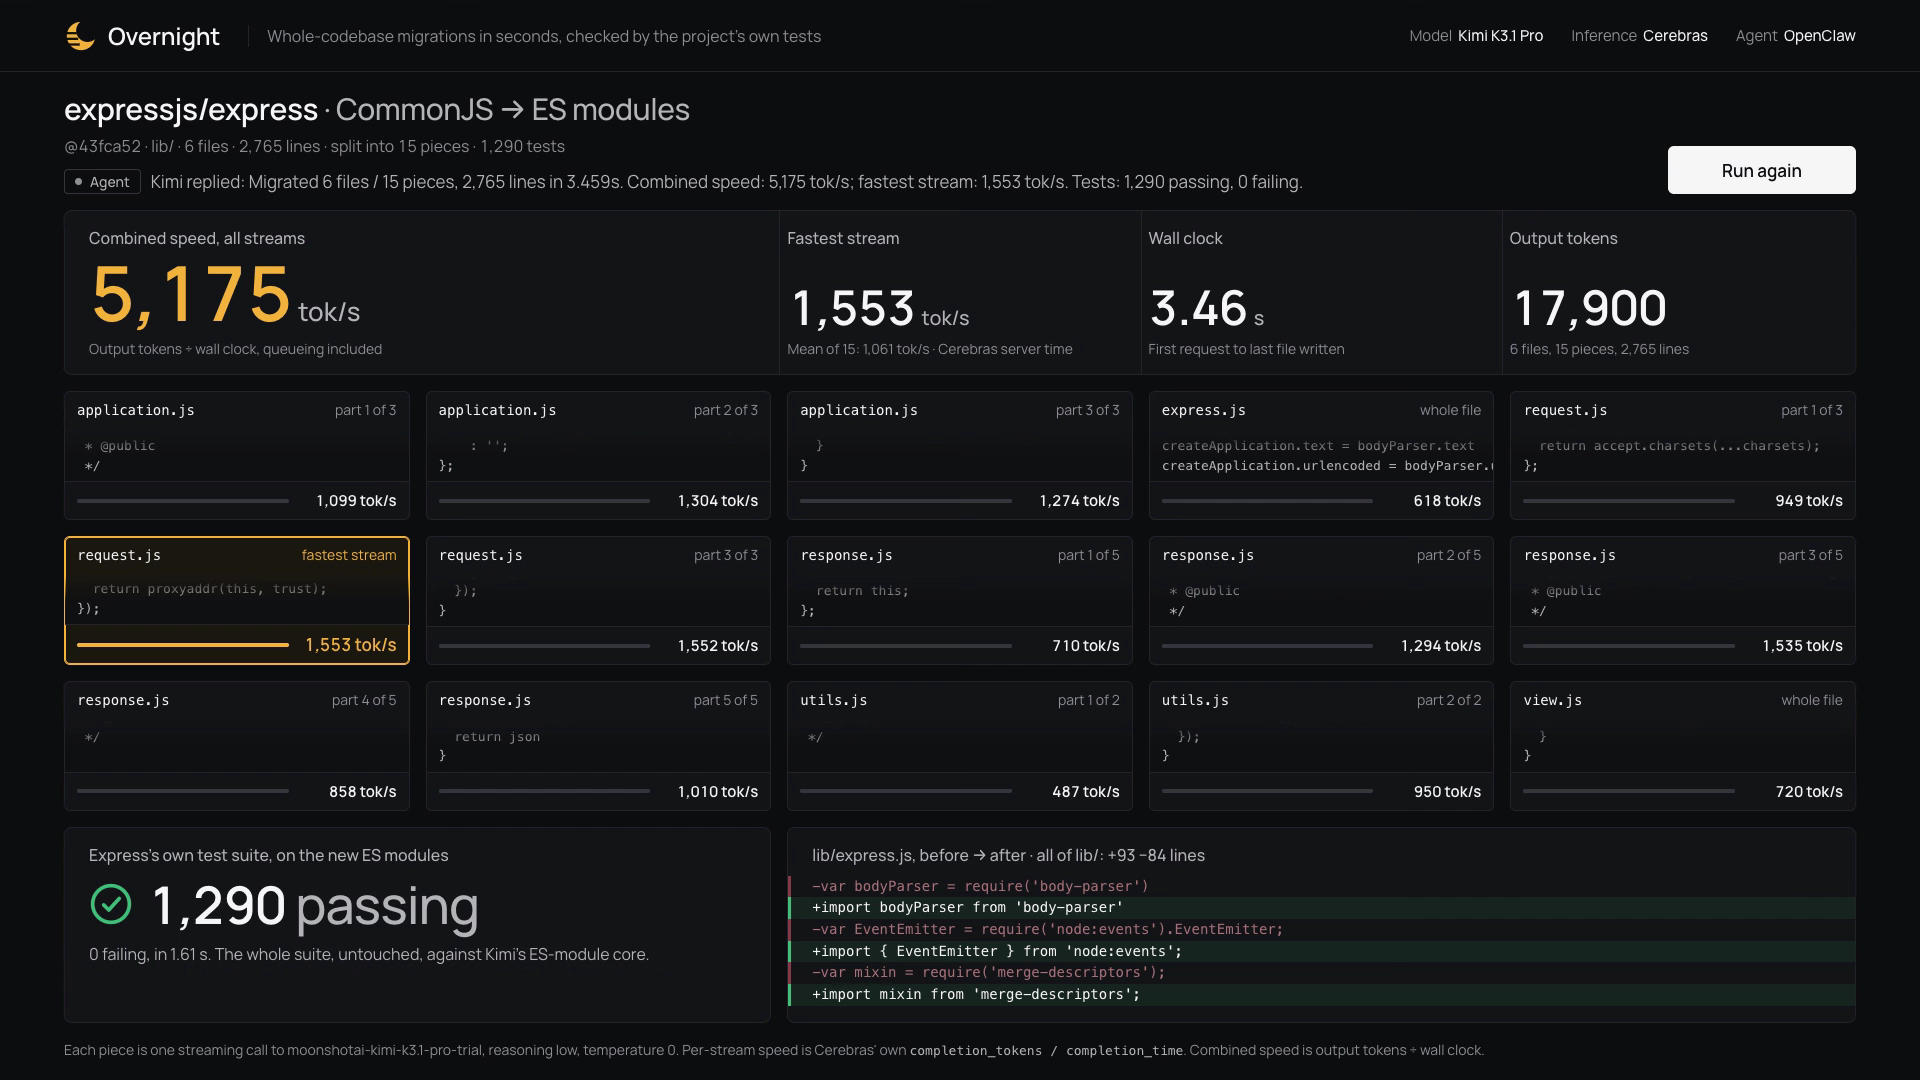 Overnight
Whole-codebase migrations in seconds, checked by the project's own tests
Model Kimi K3.1 Pro Inference Cerebras Agent OpenClaw
expressjs/express · CommonJS → ES modules
@43fca52 · lib/ · 6 files · 2,765 lines · split into 15 pieces · 1,290 tests
Agent Kimi replied: Migrated 6 files / 15 pieces, 2,765 lines in 3.459s. Combined speed: 5,175 tok/s; fastest stream: 1,553 tok/s. Tests: 1,290 passing, 0 failing.
Run again
Combined speed, all streams
5,175 tok/s
Output tokens ÷ wall clock, queueing included
Fastest stream
1,553 tok/s
Mean of 15: 1,061 tok/s · Cerebras server time
Wall clock
3.46 s
First request to last file written
Output tokens
17,900
6 files, 15 pieces, 2,765 lines
application.js part 1 of 3
* @public
*/
1,099 tok/s
application.js part 2 of 3
: '';
};
1,304 tok/s
application.js part 3 of 3
}
}
1,274 tok/s
express.js whole file
createApplication.text = bodyParser.text
createApplication.urlencoded = bodyParser.u
618 tok/s
request.js part 1 of 3
return accept.charsets(...charsets);
};
949 tok/s
request.js fastest stream
return proxyaddr(this, trust);
});
1,553 tok/s
request.js part 3 of 3
});
}
1,552 tok/s
response.js part 1 of 5
return this;
};
710 tok/s
response.js part 2 of 5
* @public
*/
1,294 tok/s
response.js part 3 of 5
* @public
*/
1,535 tok/s
response.js part 4 of 5
*/
858 tok/s
response.js part 5 of 5
return json
}
1,010 tok/s
utils.js part 1 of 2
*/
487 tok/s
utils.js part 2 of 2
});
}
950 tok/s
view.js whole file
}
}
720 tok/s
Express's own test suite, on the new ES modules
1,290 passing
0 failing, in 1.61 s. The whole suite, untouched, against Kimi's ES-module core.
lib/express.js, before → after · all of lib/: +93 −84 lines
−var bodyParser = require('body-parser')
+import bodyParser from 'body-parser'
−var EventEmitter = require('node:events').EventEmitter;
+import { EventEmitter } from 'node:events';
−var mixin = require('merge-descriptors');
+import mixin from 'merge-descriptors';
Each piece is one streaming call to moonshotai-kimi-k3.1-pro-trial, reasoning low, temperature 0. Per-stream speed is Cerebras' own completion_tokens / completion_time. Combined speed is output tokens ÷ wall clock.